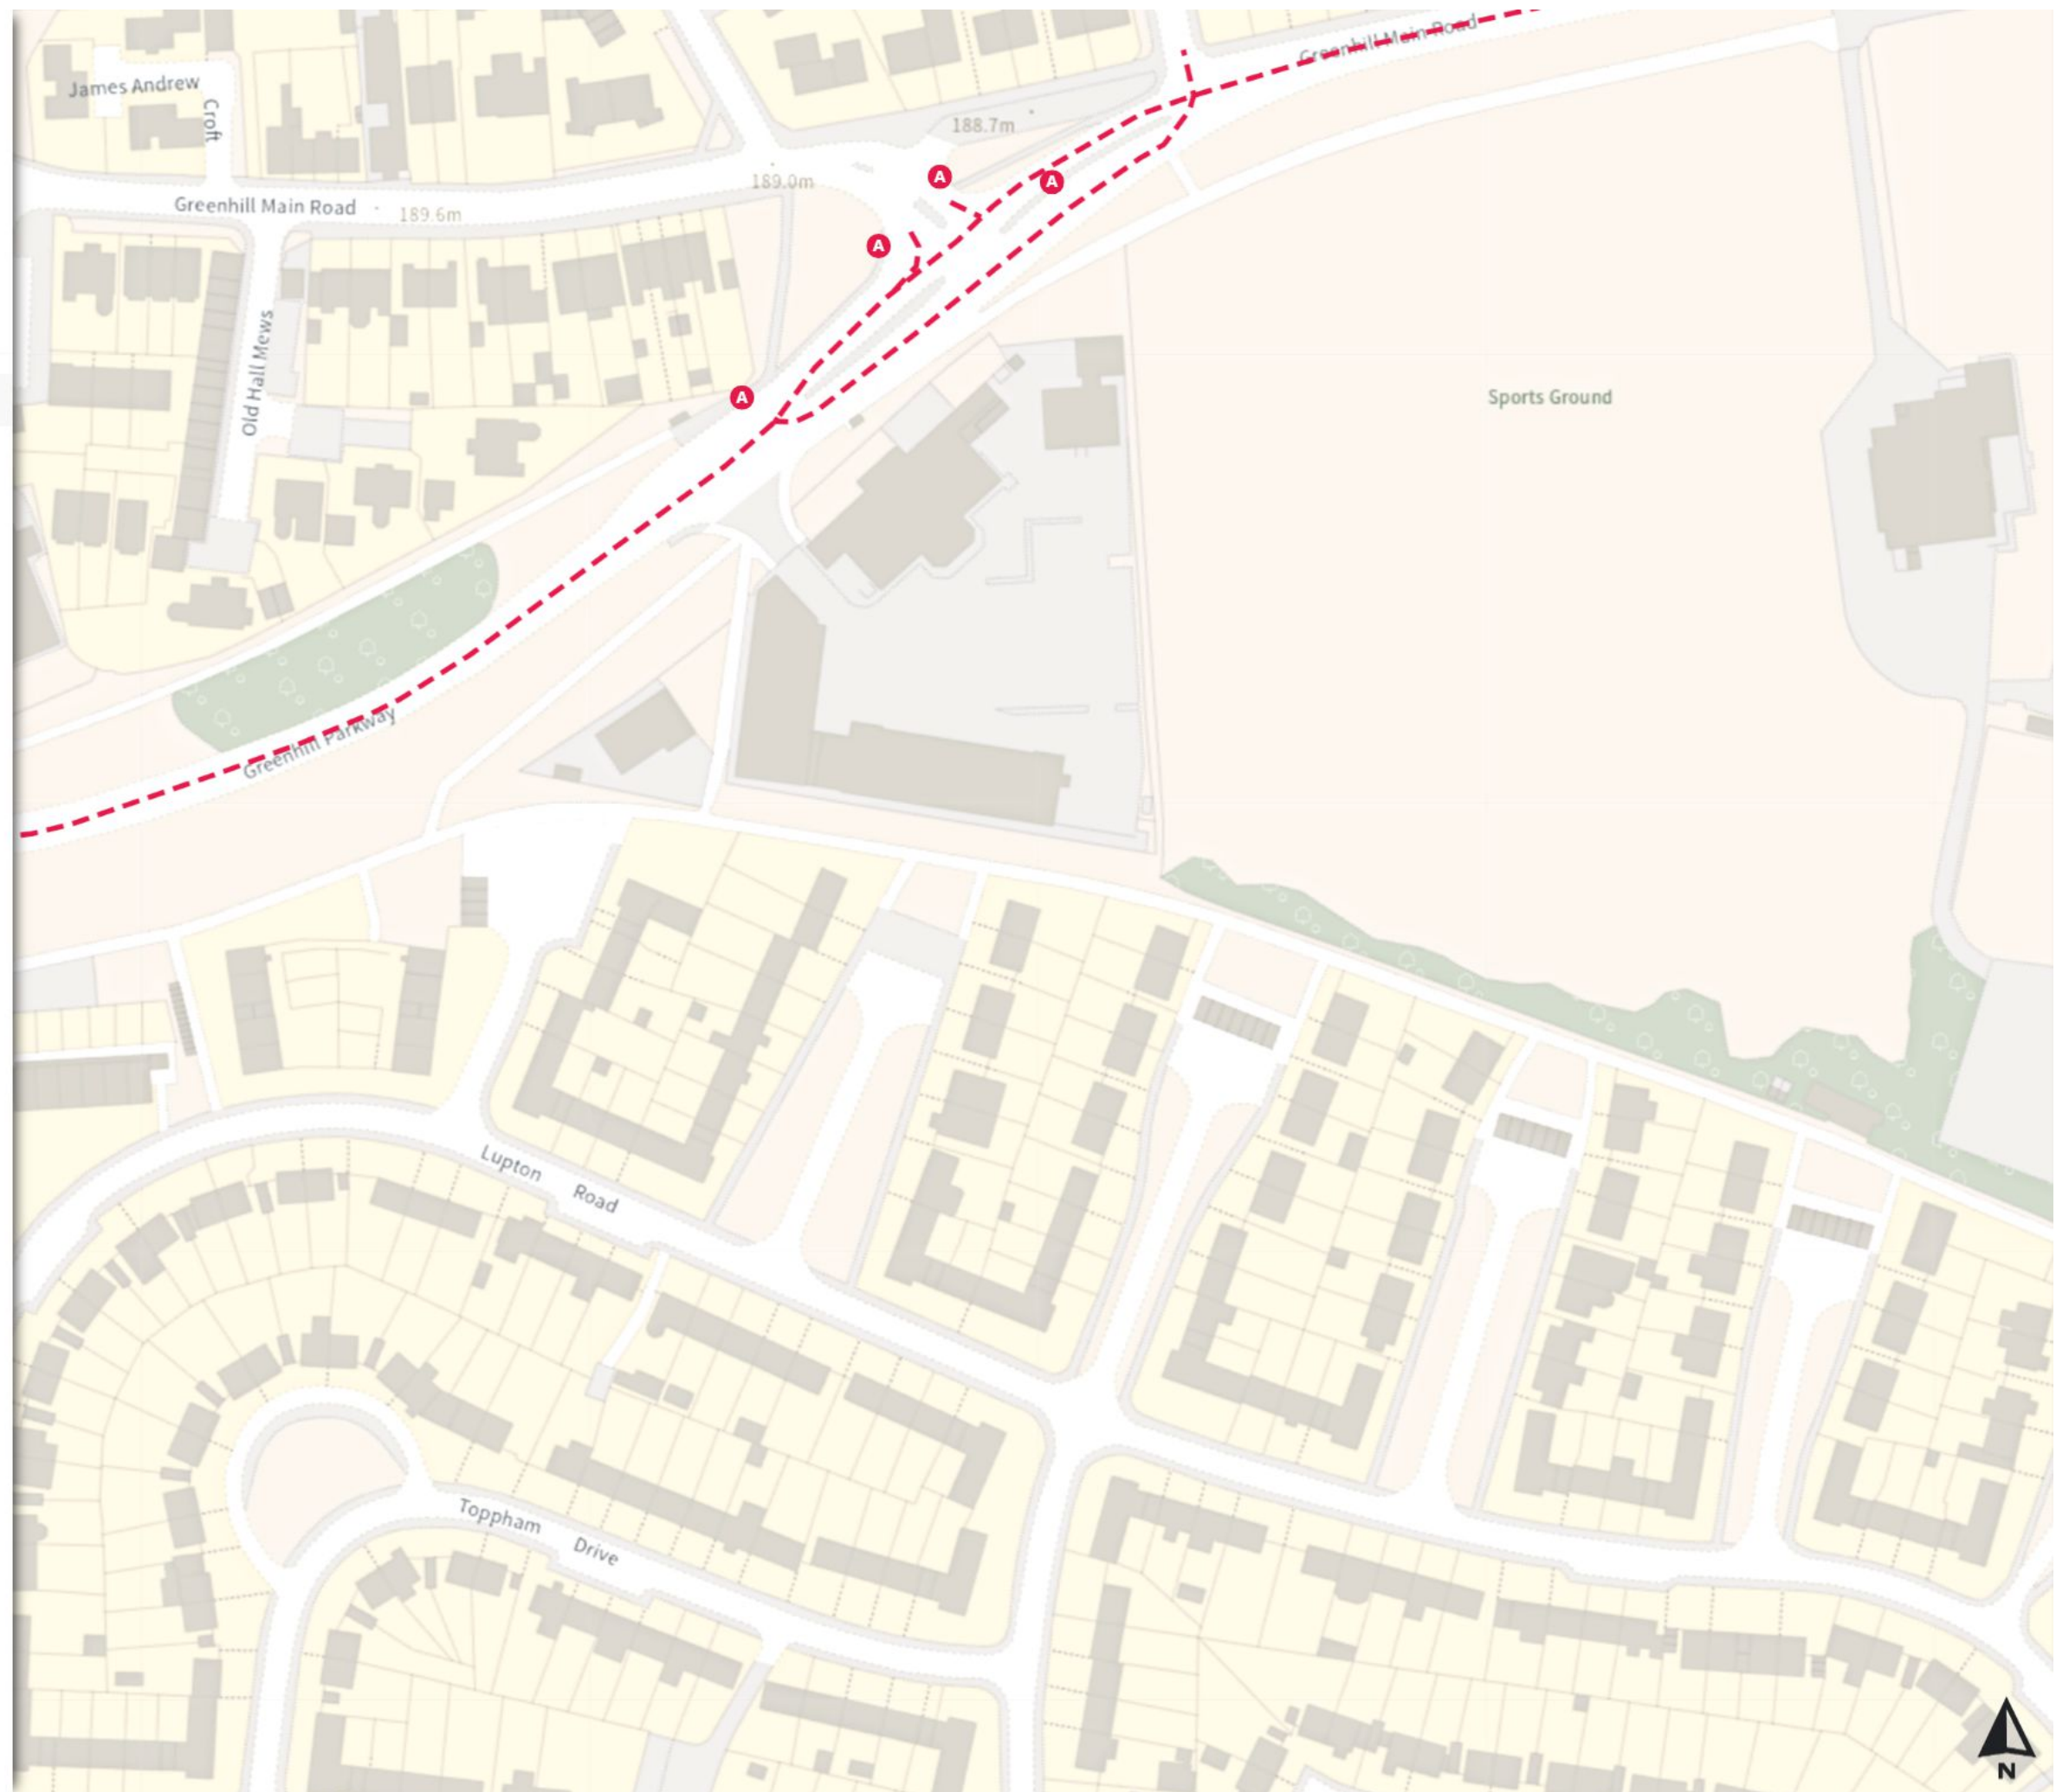 Greenhill Main Road
James Andrew
Croft
188.7m
A
189.0m
A
Greenhill Main Road
189.6m
A
Old Hall Mews
A
Sports Ground
Greenhill Parkway
Lupton
Road
Toppham
Drive
N